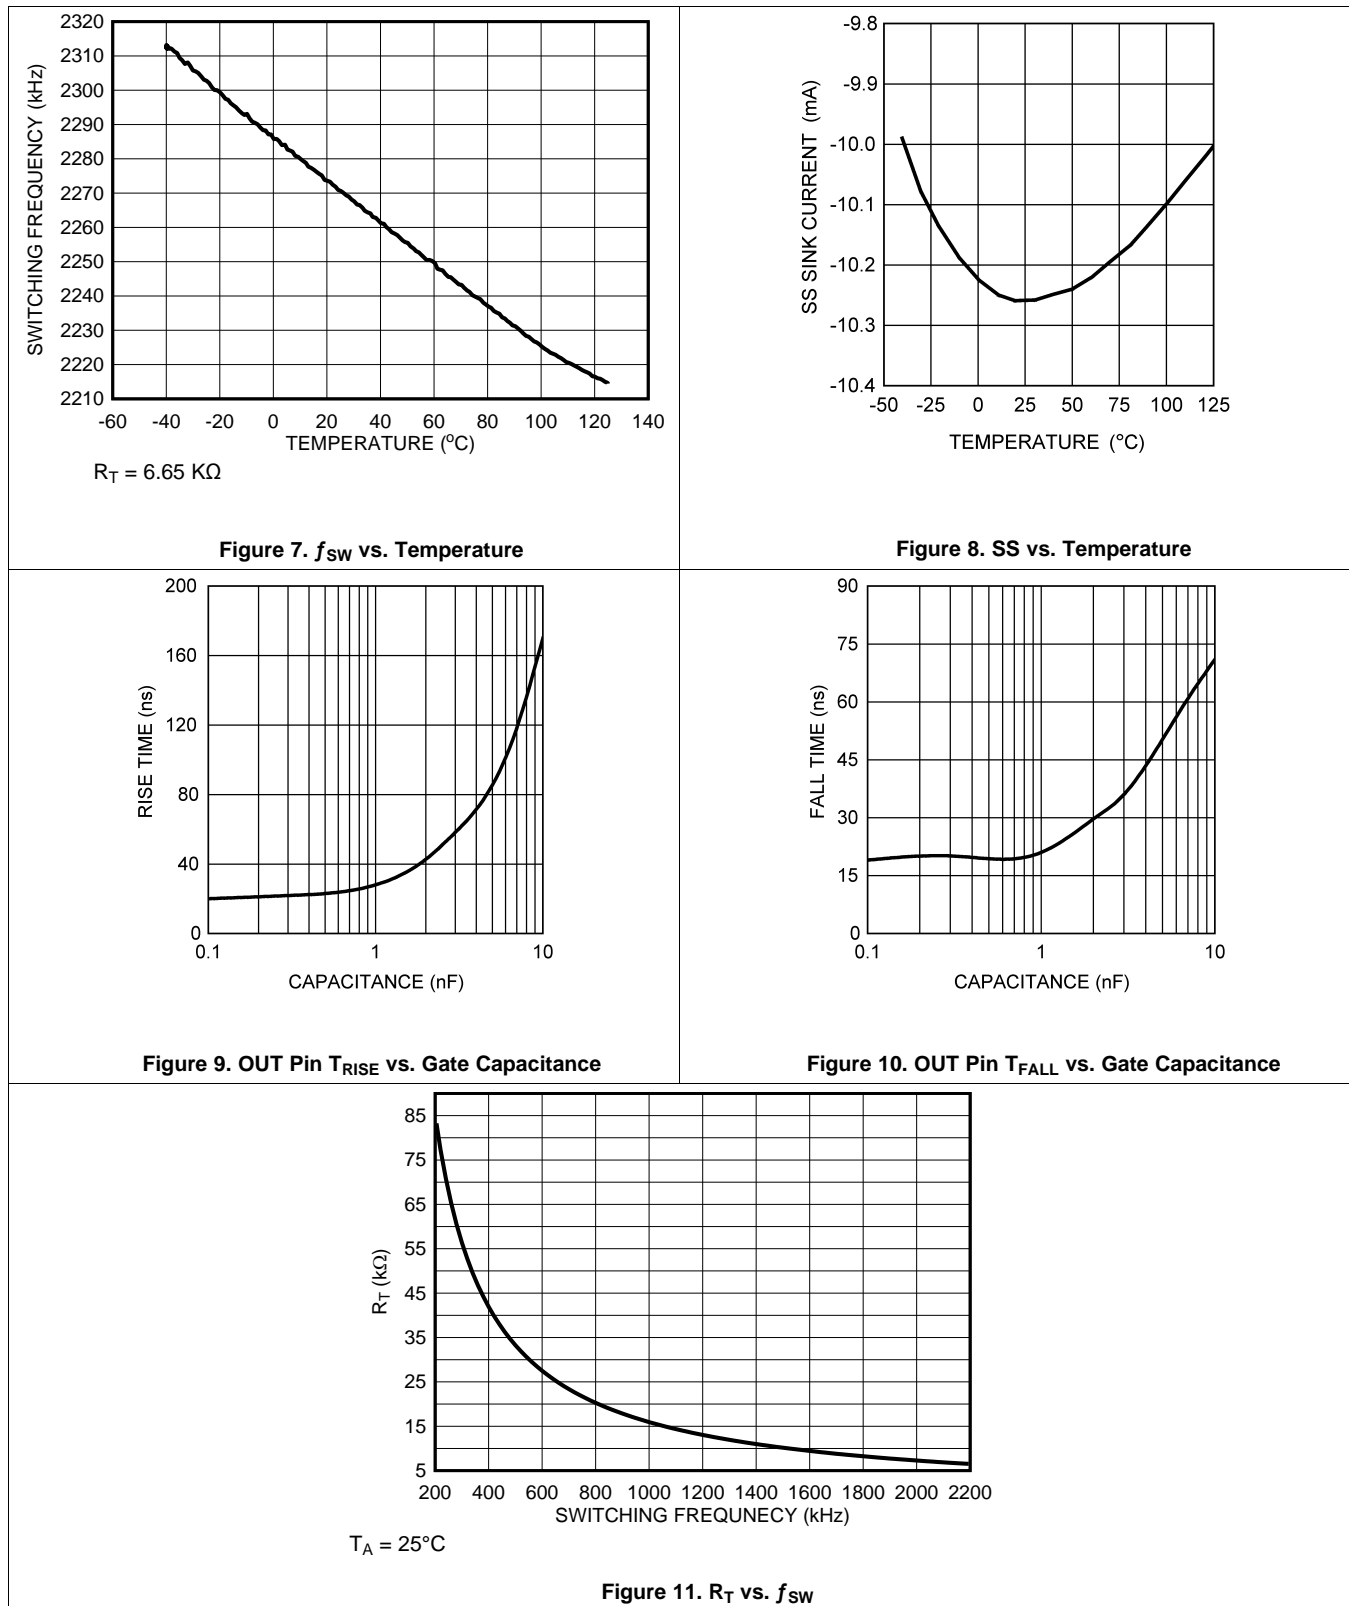 2320
2310
2300
2290
2280
2270
2260
2250
2240
2230
2220
2210
SWITCHING FREQUENCY (kHz)
-60 -40 -20 0 20 40 60 80 100 120 140
TEMPERATURE (°C)
R_T = 6.65 KΩ
Figure 7. ƒSW vs. Temperature
-9.8
-9.9
-10.0
-10.1
-10.2
-10.3
-10.4
SS SINK CURRENT (mA)
-50 -25 0 25 50 75 100 125
TEMPERATURE (°C)
Figure 8. SS vs. Temperature
200
160
120
80
40
0
RISE TIME (ns)
0.1 1 10
CAPACITANCE (nF)
Figure 9. OUT Pin TRISE vs. Gate Capacitance
90
75
60
45
30
15
0
FALL TIME (ns)
0.1 1 10
CAPACITANCE (nF)
Figure 10. OUT Pin TFALL vs. Gate Capacitance
85
75
65
55
45
35
25
15
5
RT (kΩ)
200 400 600 800 1000 1200 1400 1600 1800 2000 2200
SWITCHING FREQUNECY (kHz)
TA = 25°C
Figure 11. RT vs. ƒSW